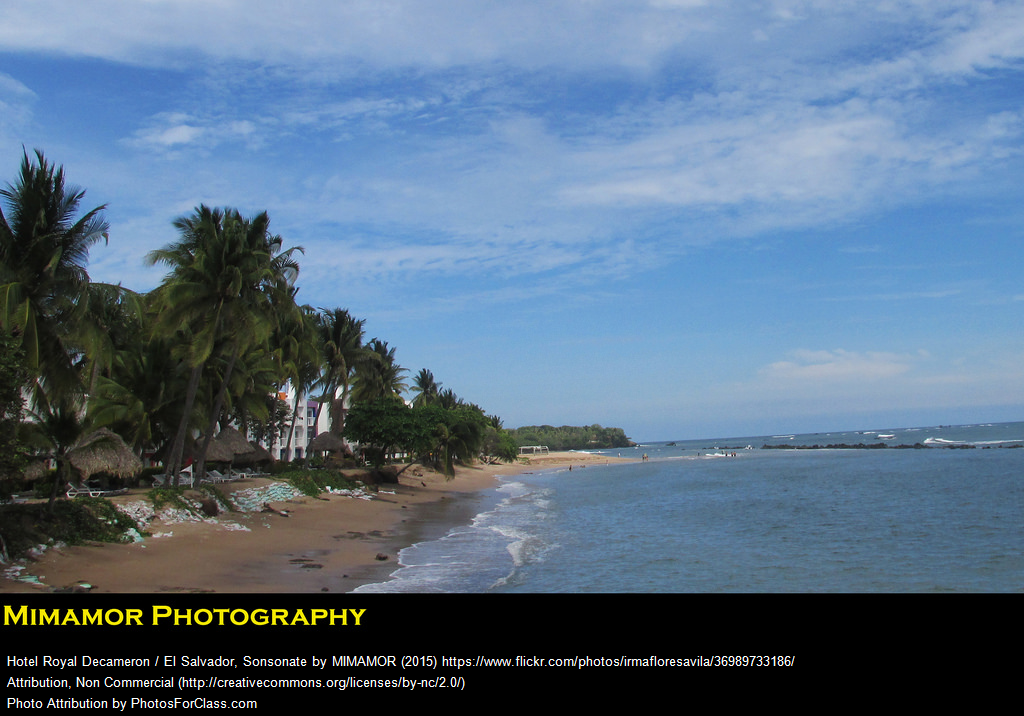 MIMAMOR PHOTOGRAPHY
Hotel Royal Decameron / El Salvador, Sonsonate by MIMAMOR (2015) https://www.flickr.com/photos/irmafloresavila/36989733186/
Attribution, Non Commercial (http://creativecommons.org/licenses/by-nc/2.0/)
Photo Attribution by PhotosForClass.com